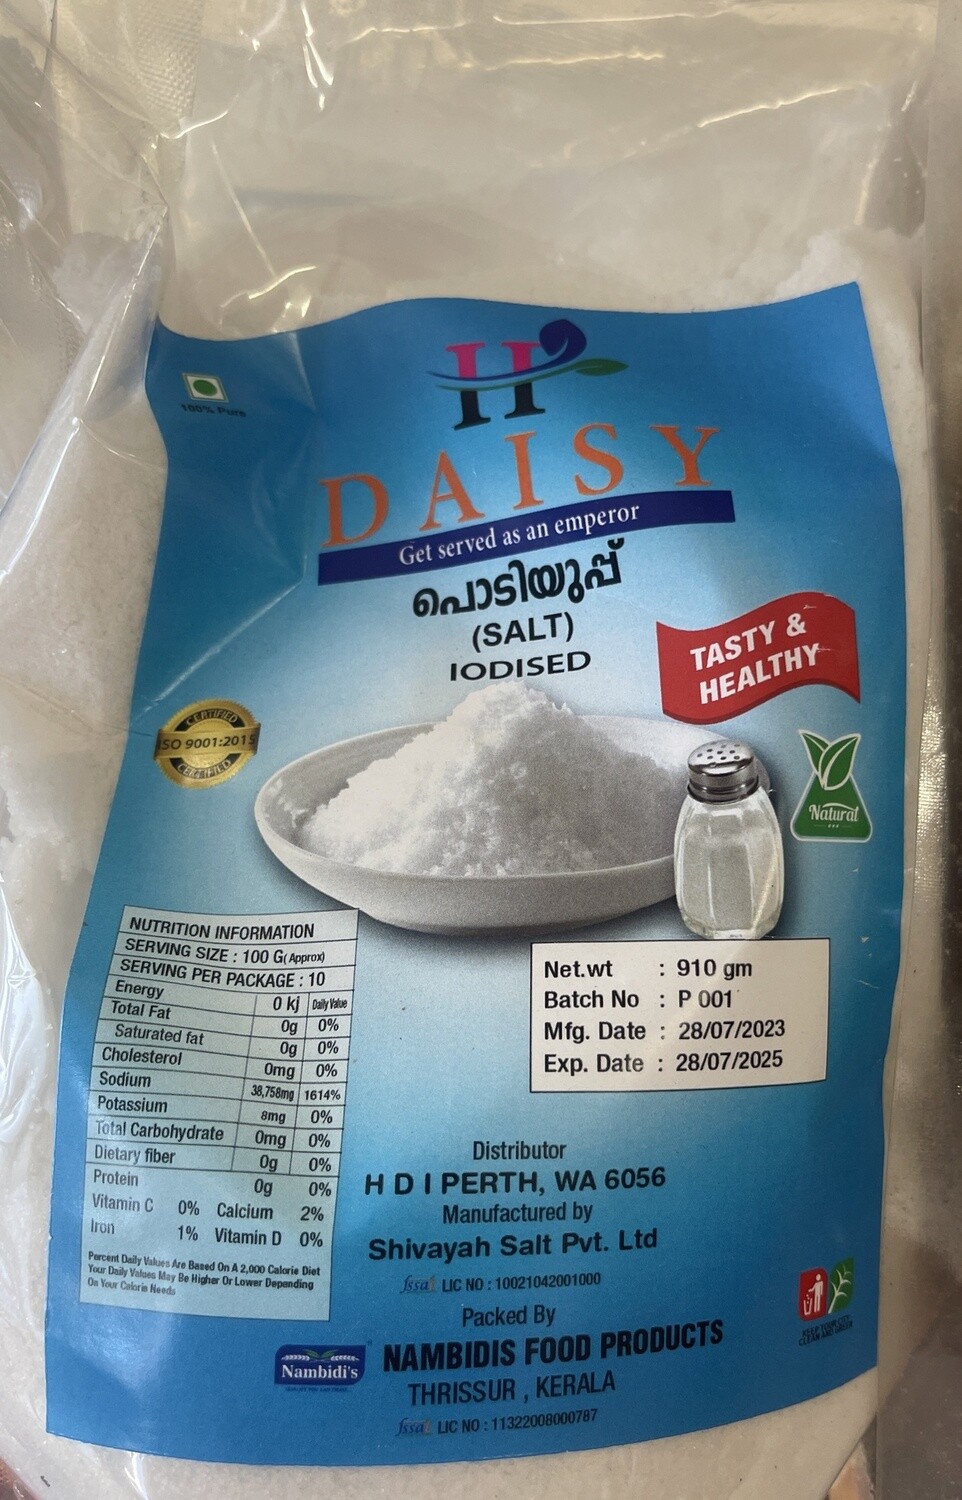 100% Pure
H
DAISY
Get served as an emperor
പൊടിയുപ്പ്
(SALT)
IODISED
TASTY &
HEALTHY
CERTIFIED
ISO 9001:2015
CERTIFIED
Natural
NUTRITION INFORMATION
SERVING SIZE : 100 G(Approx)
SERVING PER PACKAGE : 10
Energy 0 kj Daily Value
Total Fat 0g 0%
Saturated fat 0g 0%
Cholesterol 0mg 0%
Sodium 38,758mg 1614%
Potassium 8mg 0%
Total Carbohydrate 0mg 0%
Dietary fiber 0g 0%
Protein 0g 0%
Vitamin C 0% Calcium 2%
Iron 1% Vitamin D 0%
Percent Daily Values Are Based On A 2,000 Calorie Diet
Your Daily Values May Be Higher Or Lower Depending
On Your Calorie Needs
Net.wt : 910 gm
Batch No : P 001
Mfg. Date : 28/07/2023
Exp. Date : 28/07/2025
Distributor
H D I PERTH, WA 6056
Manufactured by
Shivayah Salt Pvt. Ltd
fssai LIC NO : 10021042001000
Packed By
Nambidi's
NAMBIDIS FOOD PRODUCTS
THRISSUR , KERALA
fssai LIC NO : 11322008000787
KEEP YOUR CITY
CLEAN AND GREEN